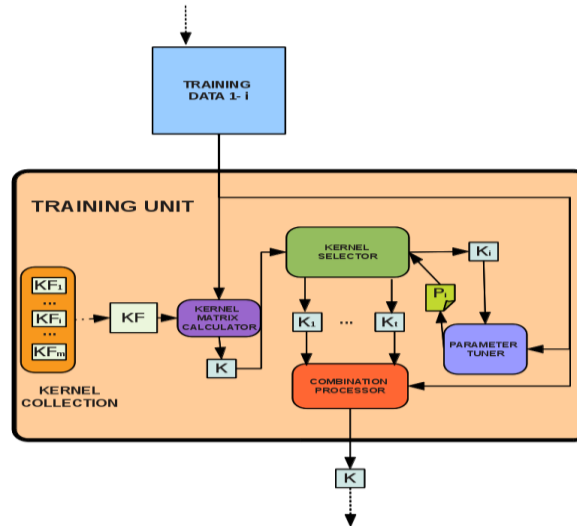 TRAINING
DATA 1- i
TRAINING UNIT
KERNEL
SELECTOR
Ki
KF1
...
KFi
...
KFm
KF
KERNEL
MATRIX
CALCULATOR
K
K1
...
Kt
Pi
PARAMETER
TUNER
KERNEL
COLLECTION
COMBINATION
PROCESSOR
K